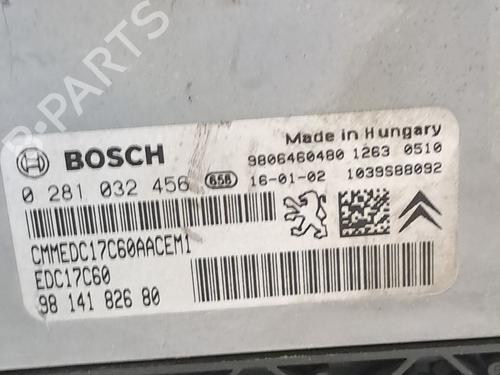 B-PARTS
Made in Hungary
BOSCH
9806460480 1263 0510
0 281 032 456 658 16-01-02 1039S88092
CMMEDC17C60AACEM1
EDC17C60
98 141 826 80